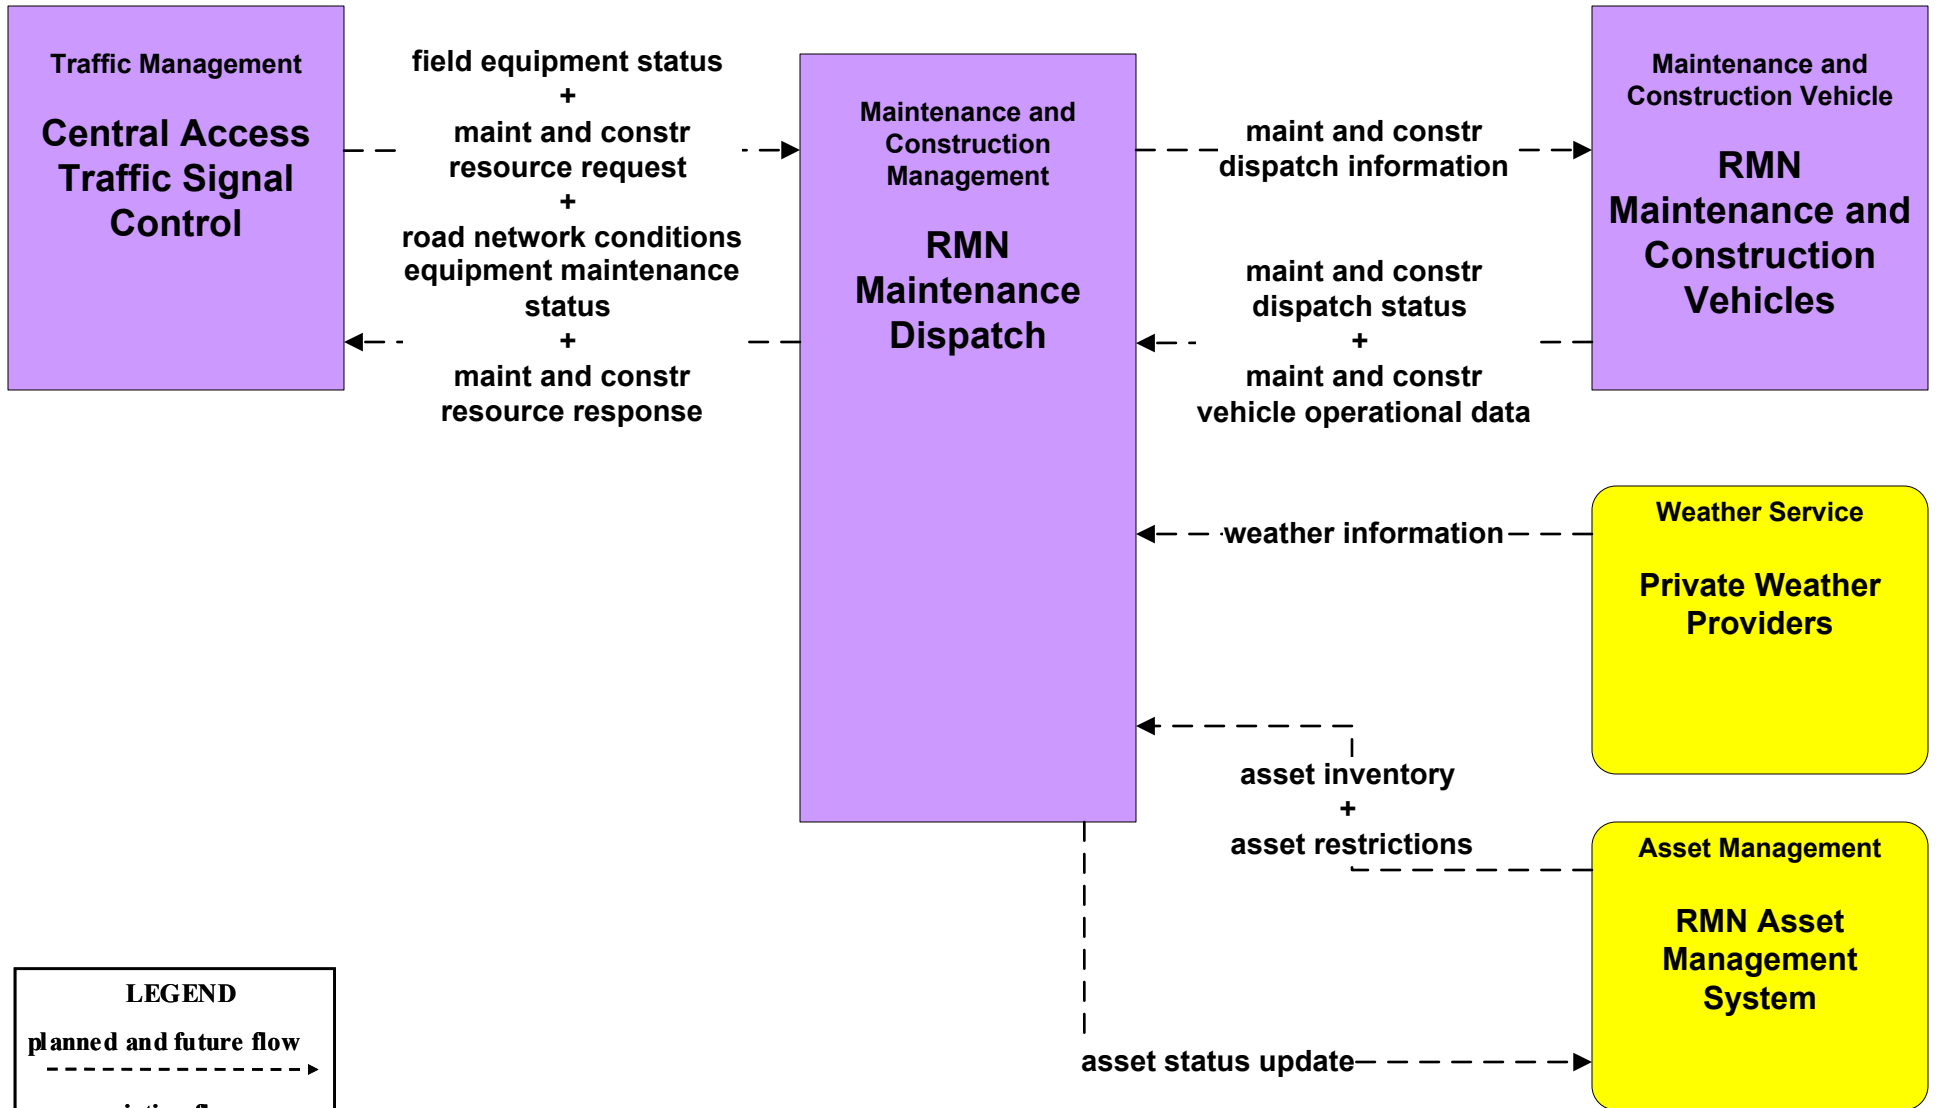 Traffic Management
Central Access
Traffic Signal
Control
field equipment status
+
maint and constr
resource request
+
road network conditions
equipment maintenance
status
+
maint and constr
resource response
Maintenance and
Construction
Management
RMN
Maintenance
Dispatch
maint and constr
dispatch information
maint and constr
dispatch status
+
maint and constr
vehicle operational data
Maintenance and
Construction Vehicle
RMN
Maintenance and
Construction
Vehicles
weather information
Weather Service
Private Weather
Providers
asset inventory
+
asset restrictions
Asset Management
RMN Asset
Management
System
asset status update
LEGEND
planned and future flow